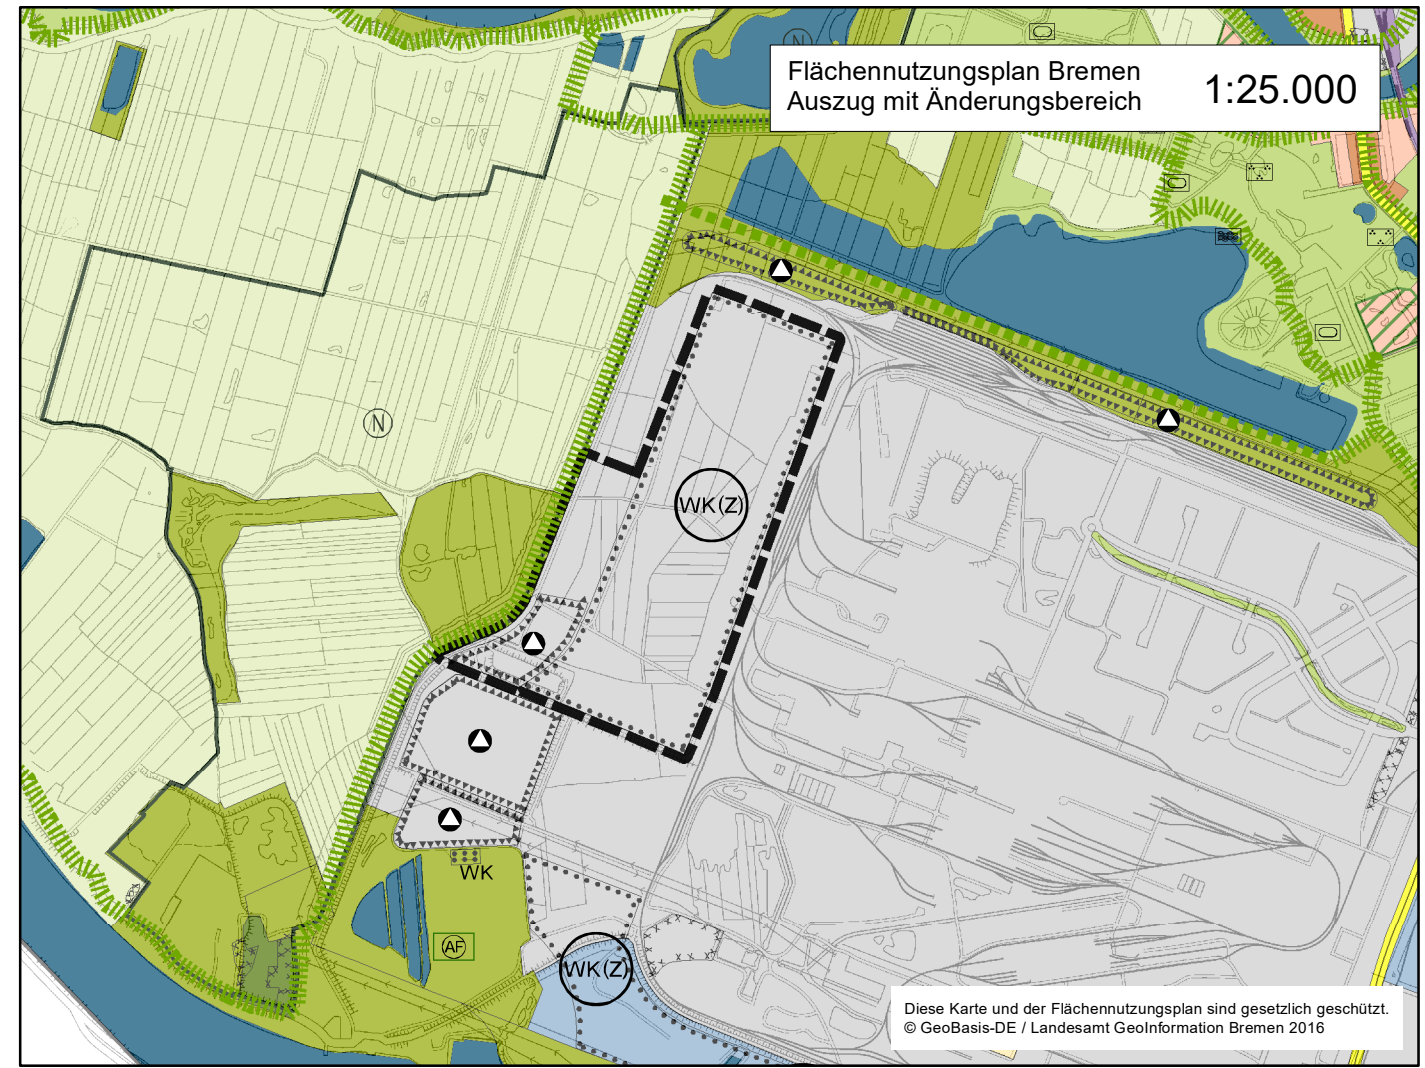 N
Flächennutzungsplan Bremen
Auszug mit Änderungsbereich
1:25.000
N
WK(Z)
WK
AF
WK(Z)
Diese Karte und der Flächennutzungsplan sind gesetzlich geschützt.
© GeoBasis-DE / Landesamt GeoInformation Bremen 2016